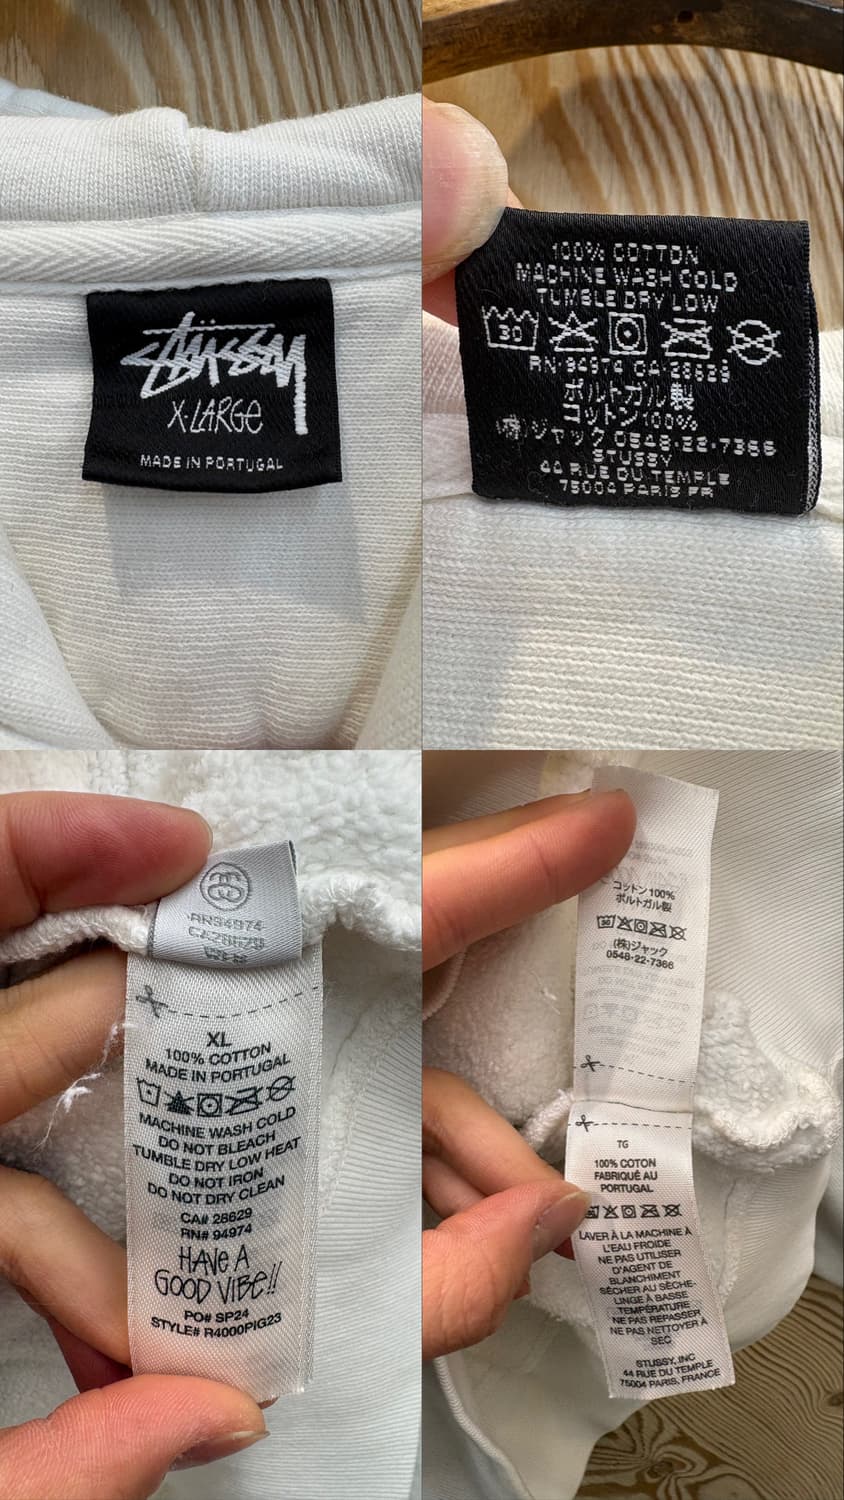 STÜSSY
X-LARGE
MADE IN PORTUGAL
100% COTTON
MACHINE WASH COLD
TUMBLE DRY LOW
30
RN 94974 CA 28629
ポルトガル製
コットン100%
(株)ジャック 0548-22-7366
STUSSY
44 RUE DU TEMPLE
75004 PARIS FR
RN94974
CA28629
XL
100% COTTON
MADE IN PORTUGAL
MACHINE WASH COLD
DO NOT BLEACH
TUMBLE DRY LOW HEAT
DO NOT IRON
DO NOT DRY CLEAN
CA# 28629
RN# 94974
HAVE A
GOOD VIBE!!
PO# SP24
STYLE# R4000PIG23
コットン100%
ポルトガル製
(株)ジャック
0548-22-7366
TG
100% COTON
FABRIQUÉ AU
PORTUGAL
LAVER À LA MACHINE À
L'EAU FROIDE
NE PAS UTILISER
D'AGENT DE
BLANCHIMENT
SÉCHER AU SÈCHE-
LINGE À BASSE
TEMPÉRATURE
NE PAS REPASSER
NE PAS NETTOYER À
SEC
STUSSY, INC
44 RUE DU TEMPLE
75004 PARIS, FRANCE